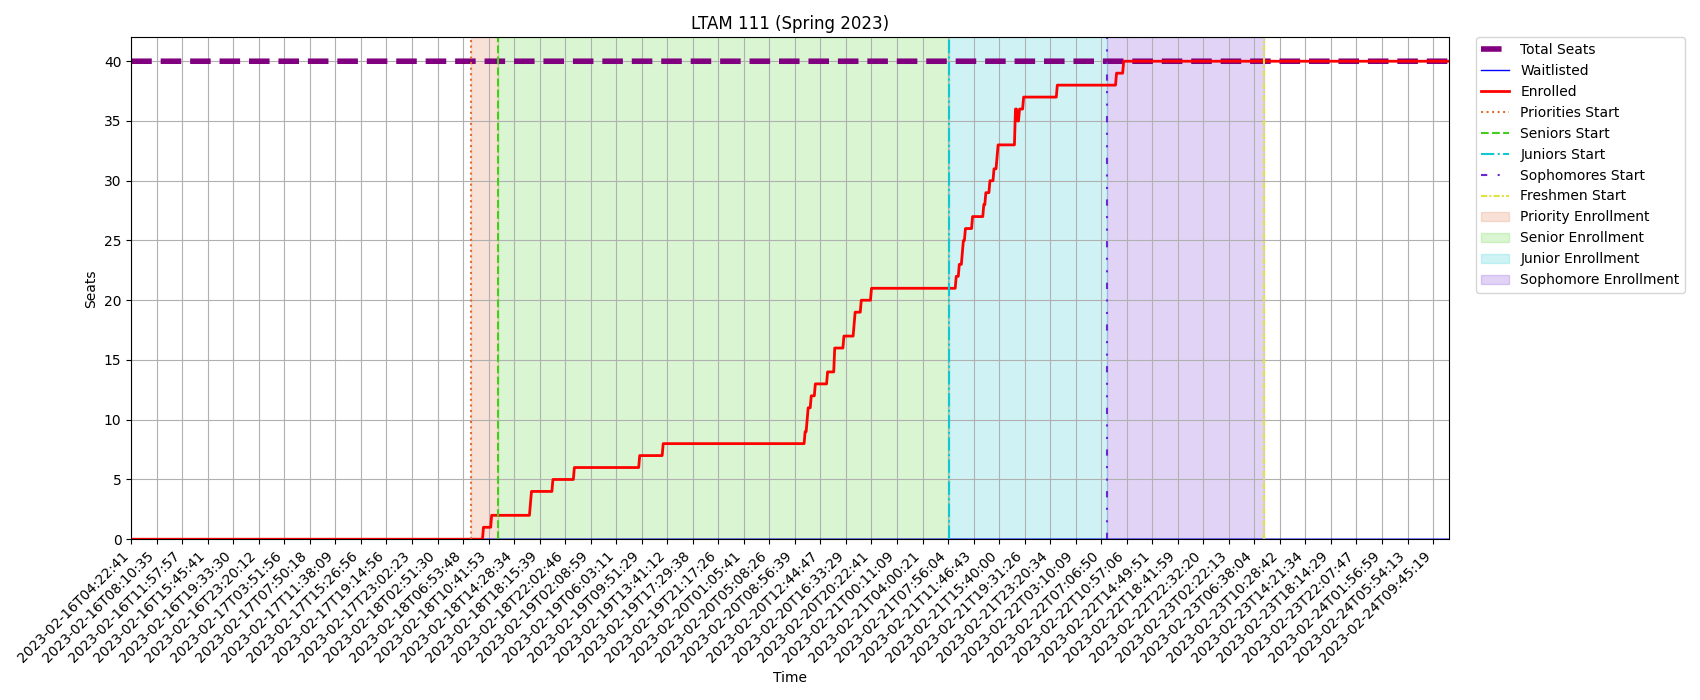 LTAM 111 (Spring 2023)
Total Seats
Waitlisted
Enrolled
Priorities Start
Seniors Start
Juniors Start
Sophomores Start
Freshmen Start
Priority Enrollment
Senior Enrollment
Junior Enrollment
Sophomore Enrollment
Seats
40
35
30
25
20
15
10
5
0
2023-02-16T04:22:41
2023-02-16T08:10:35
2023-02-16T11:57:57
2023-02-16T15:45:41
2023-02-16T19:33:30
2023-02-16T23:20:12
2023-02-17T03:51:56
2023-02-17T07:50:18
2023-02-17T11:38:09
2023-02-17T15:26:56
2023-02-17T19:14:56
2023-02-17T23:02:23
2023-02-18T02:51:30
2023-02-18T06:53:48
2023-02-18T10:41:53
2023-02-18T14:28:34
2023-02-18T18:15:39
2023-02-18T22:02:46
2023-02-19T02:08:59
2023-02-19T06:03:11
2023-02-19T09:51:29
2023-02-19T13:41:12
2023-02-19T17:29:38
2023-02-19T21:17:26
2023-02-20T01:05:41
2023-02-20T05:08:26
2023-02-20T08:56:39
2023-02-20T12:44:47
2023-02-20T16:33:29
2023-02-20T20:22:41
2023-02-21T00:11:09
2023-02-21T04:00:21
2023-02-21T07:56:04
2023-02-21T11:46:43
2023-02-21T15:40:00
2023-02-21T19:31:26
2023-02-21T23:20:34
2023-02-22T03:10:09
2023-02-22T07:06:50
2023-02-22T10:57:06
2023-02-22T14:49:51
2023-02-22T18:41:59
2023-02-22T22:32:20
2023-02-23T02:22:13
2023-02-23T06:38:04
2023-02-23T10:28:42
2023-02-23T14:21:34
2023-02-23T18:14:29
2023-02-23T22:07:47
2023-02-24T01:56:59
2023-02-24T05:54:13
2023-02-24T09:45:19
Time